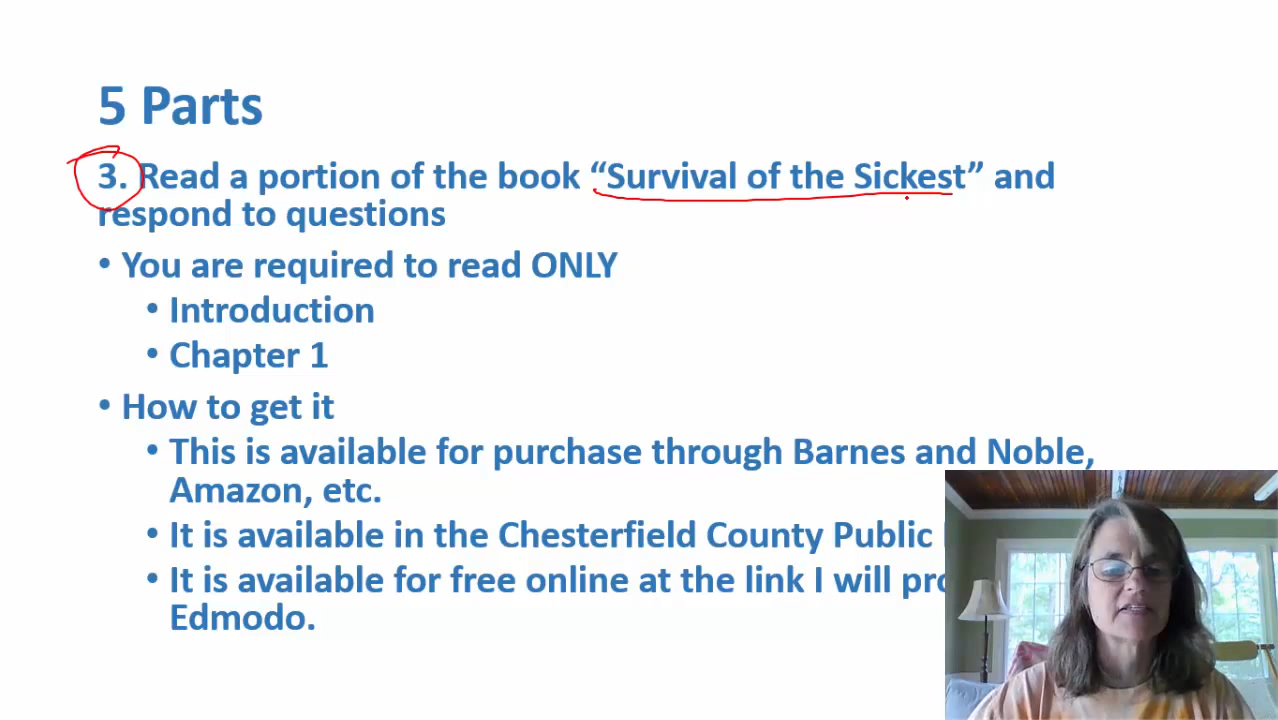 5 Parts
3. Read a portion of the book “Survival of the Sickest” and
respond to questions
• You are required to read ONLY
• Introduction
• Chapter 1
• How to get it
• This is available for purchase through Barnes and Noble,
Amazon, etc.
• It is available in the Chesterfield County Public
• It is available for free online at the link I will
Edmodo.